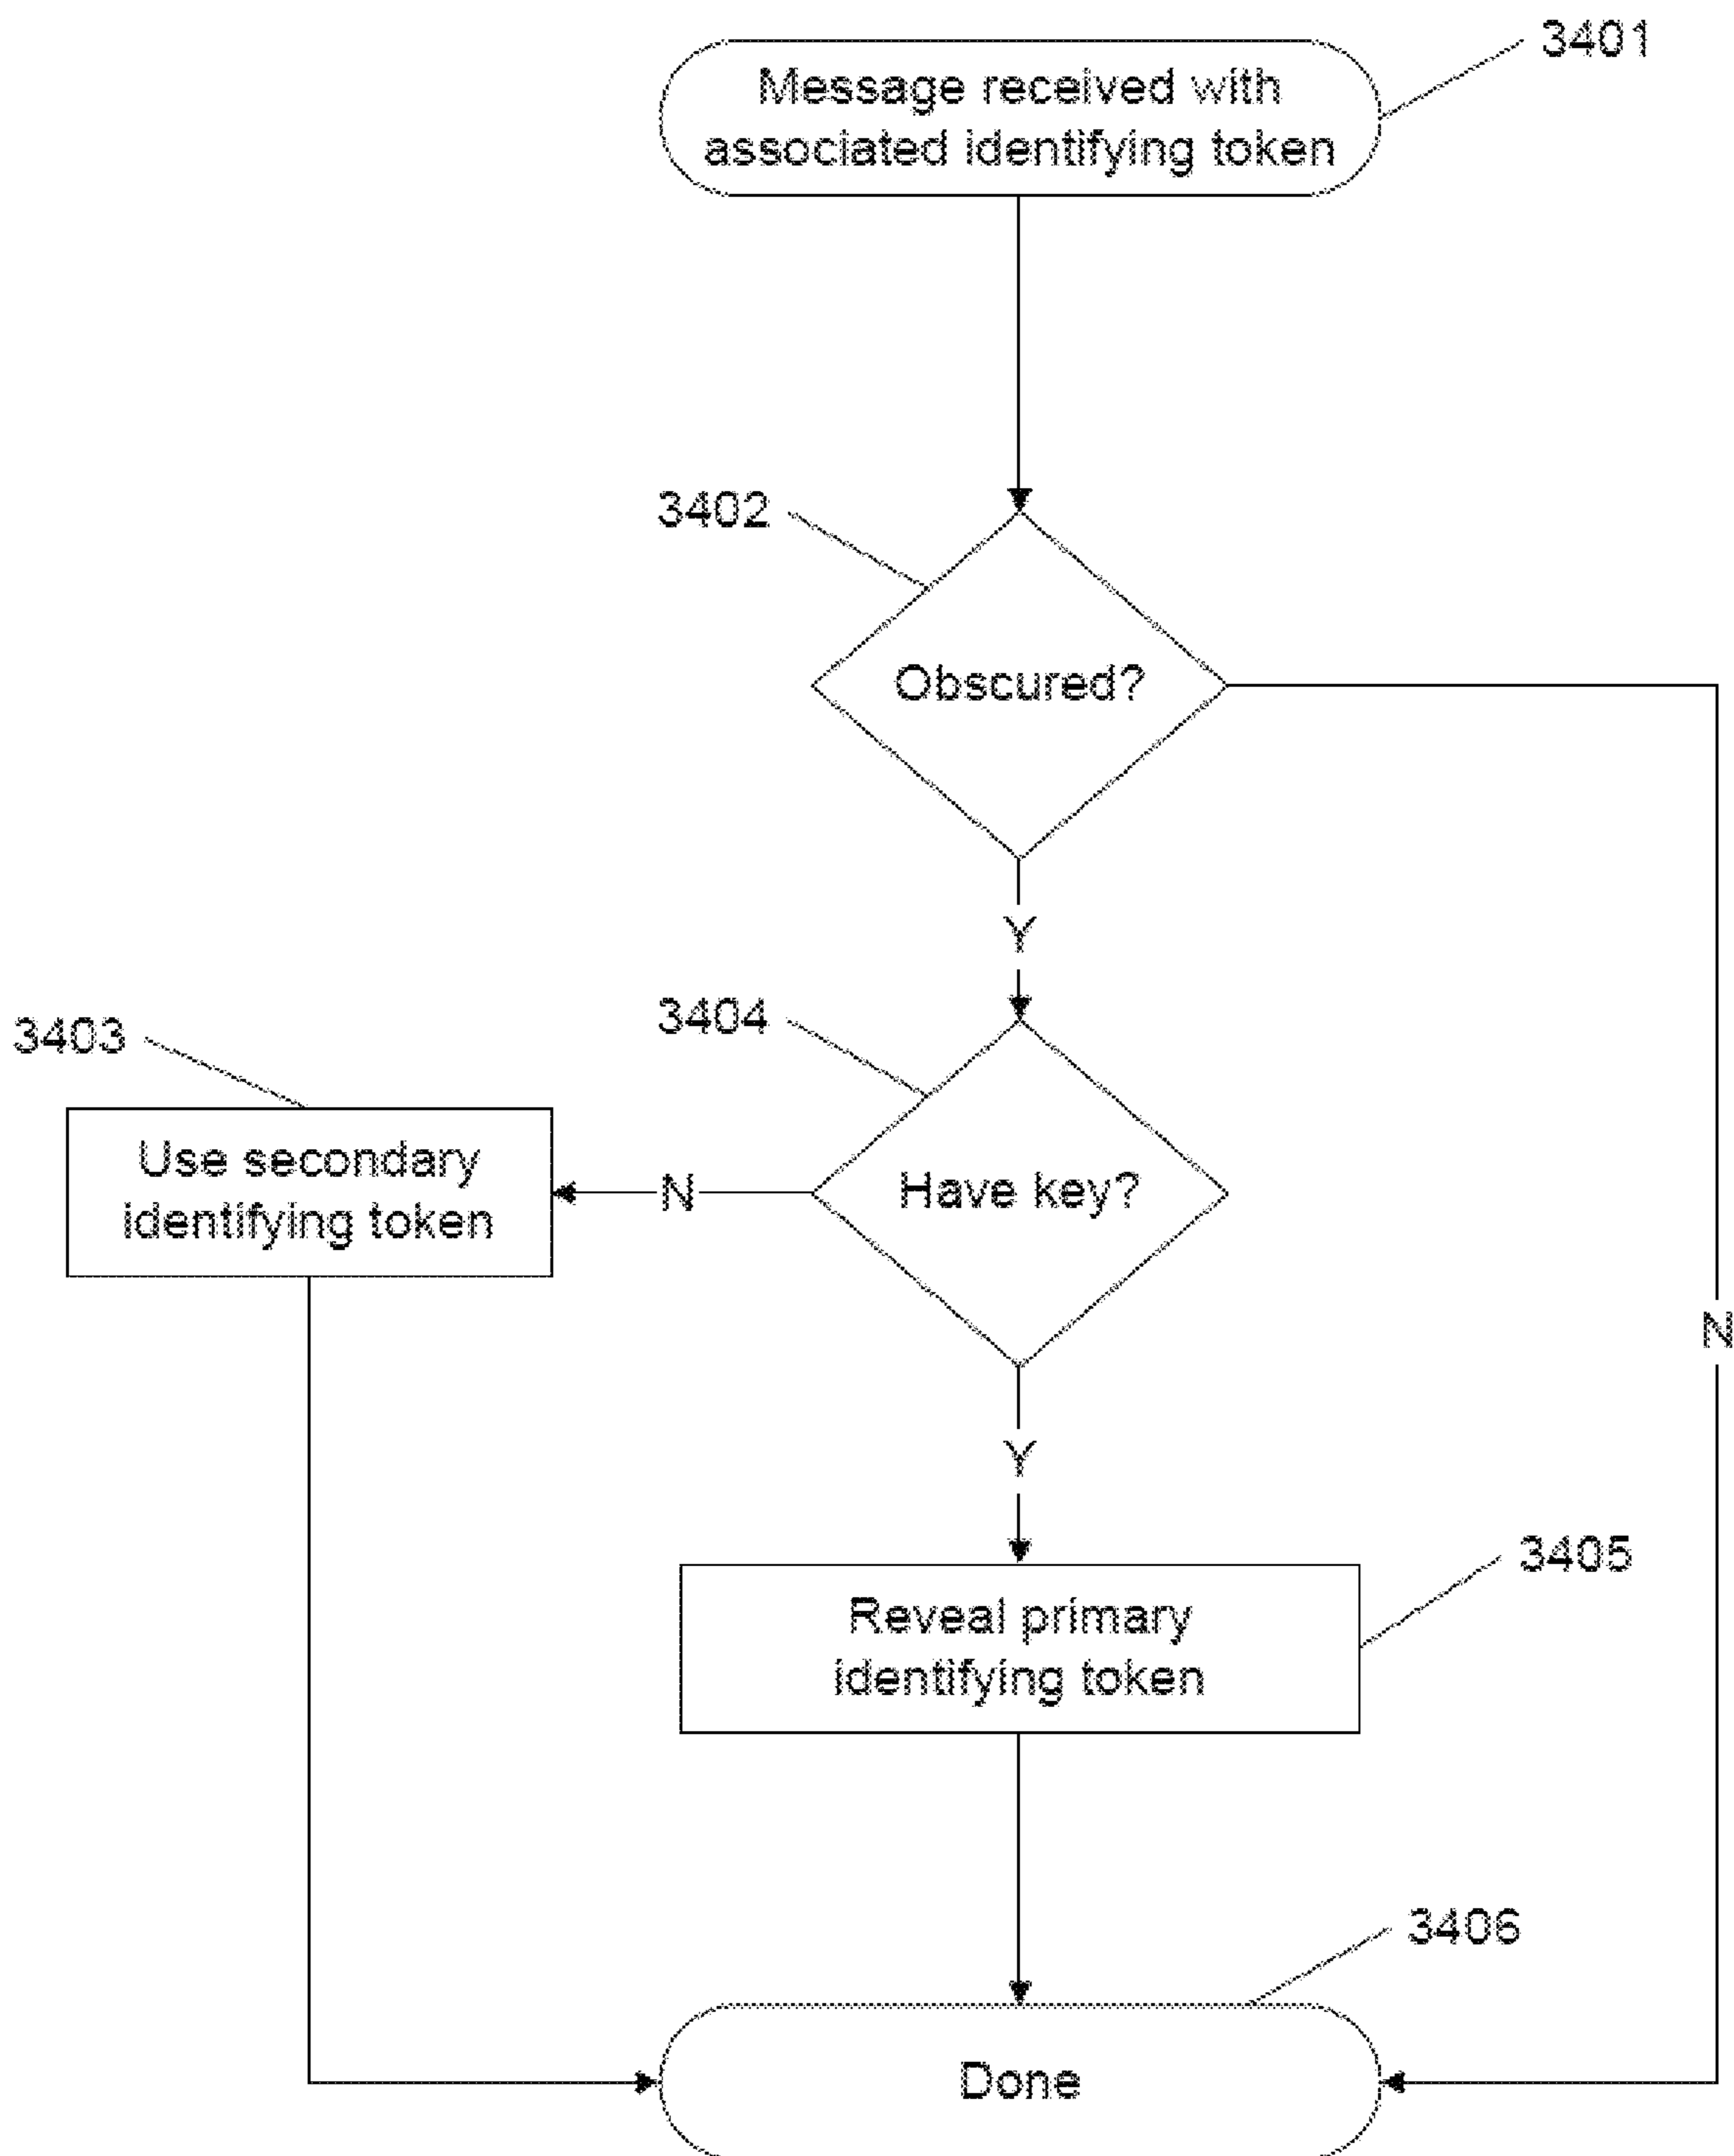 3401
Message received with
associated identifying token
3402
Obscured?
Y
3404
3403
Use secondary
identifying token
N
Have key?
N
Y
3405
Reveal primary
identifying token
3406
Done